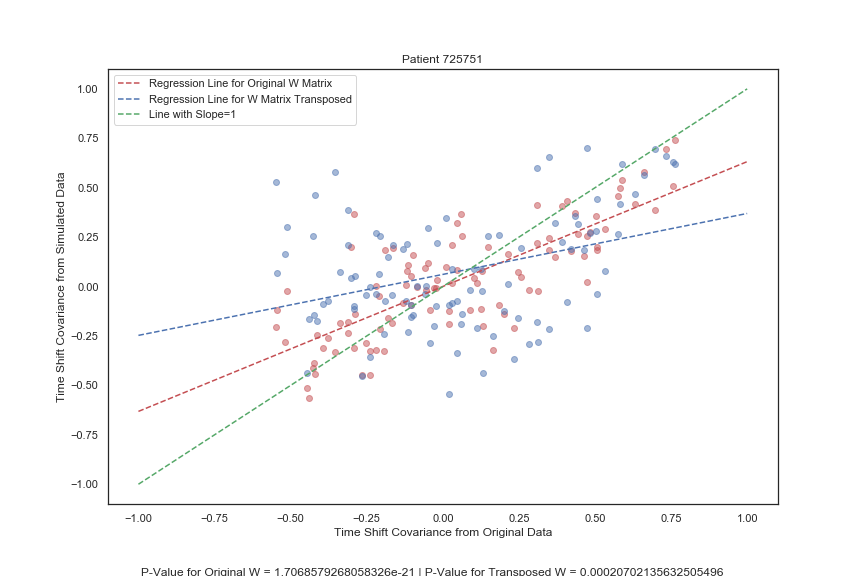 Patient 725751
Regression Line for Original W Matrix
Regression Line for W Matrix Transposed
Line with Slope=1
Time Shift Covariance from Simulated Data
1.00
0.75
0.50
0.25
0.00
−0.25
−0.50
−0.75
−1.00
−1.00 −0.75 −0.50 −0.25 0.00 0.25 0.50 0.75 1.00
Time Shift Covariance from Original Data
P-Value for Original W = 1.7068579268058326e-21 | P-Value for Transposed W = 0.00020702135632505496